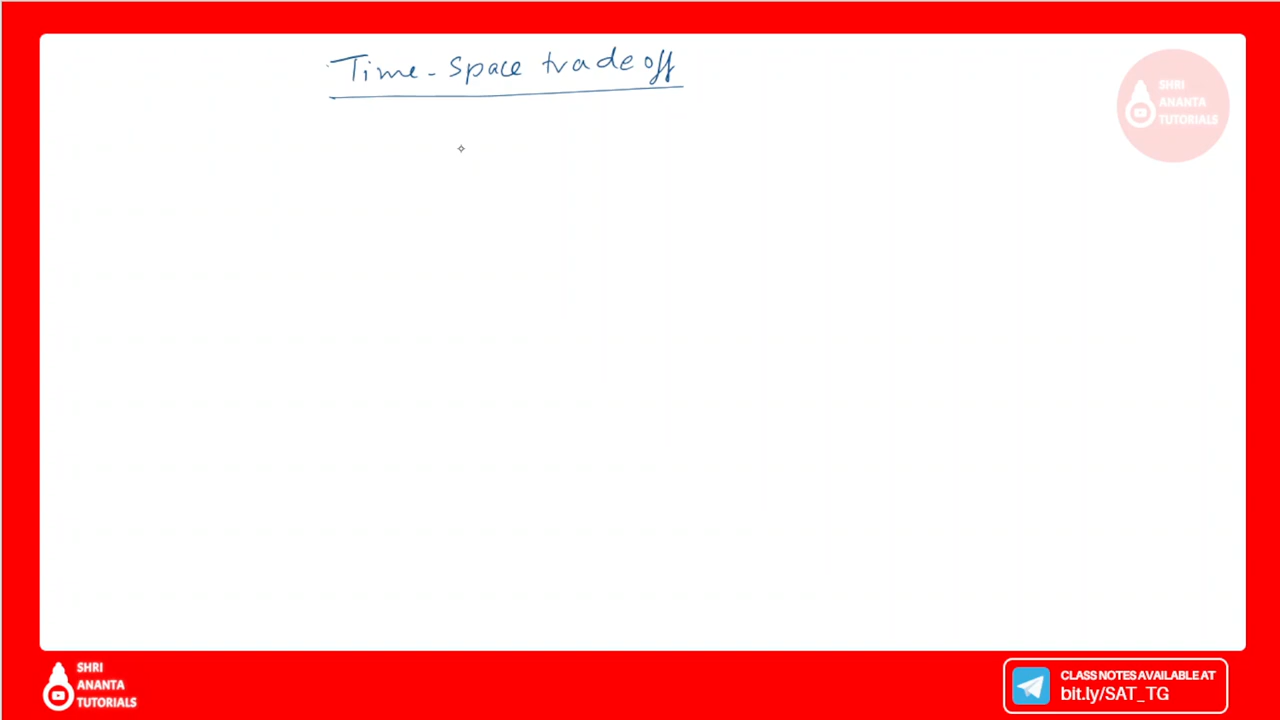 Time - Space tradeoff
SHRI
ANANTA
TUTORIALS
SHRI
ANANTA
TUTORIALS
CLASS NOTES AVAILABLE AT
bit.ly/SAT_TG